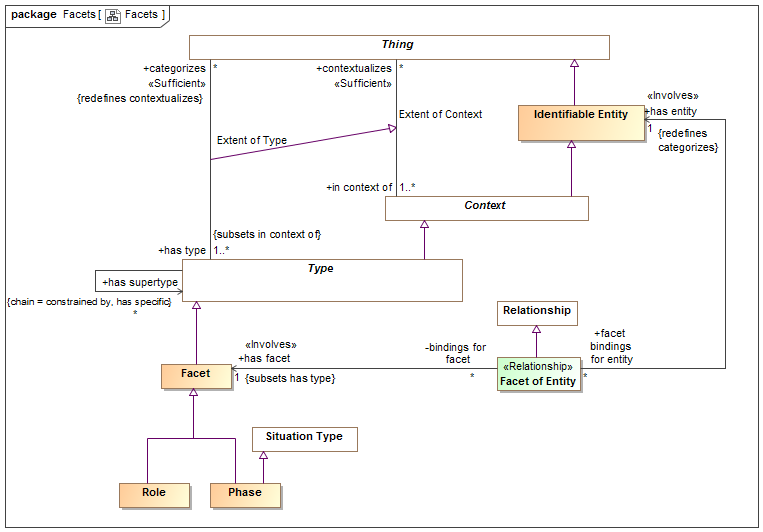 package Facets [ Facets ]
Thing
+categorizes *
«Sufficient»
{redefines contextualizes}
+contextualizes *
«Sufficient»
Extent of Type
Extent of Context
«Involves»
+has entity
1
{redefines
categorizes}
Identifiable Entity
+in context of 1..*
Context
{subsets in context of}
+has type 1..*
Type
+has supertype
{chain = constrained by, has specific}
*
Relationship
«Involves»
+has facet
1 {subsets has type}
-bindings for
facet
*
+facet
bindings
for entity
*
«Relationship»
Facet of Entity
Facet
Situation Type
Role
Phase